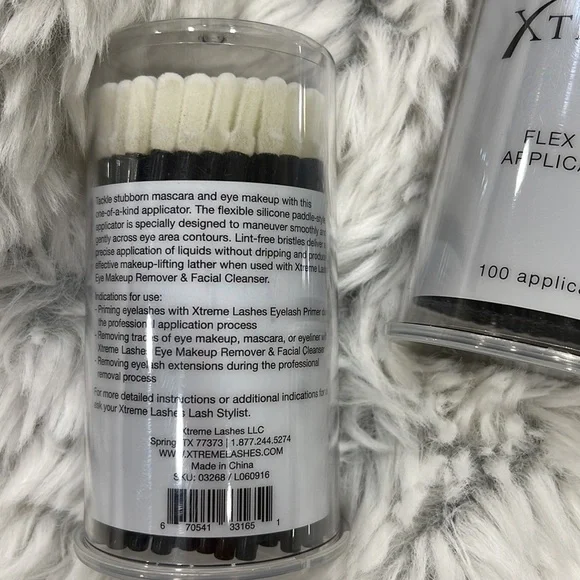 Tackle stubborn mascara and eye makeup with this
one-of-a-kind applicator. The flexible silicone paddle-style
applicator is specially designed to maneuver smoothly and
gently across eye area contours. Lint-free bristles deliver
precise application of liquids without dripping and produce
effective makeup-lifting lather when used with Xtreme Lashes
Eye Makeup Remover & Facial Cleanser.
Indications for use:
- Priming eyelashes with Xtreme Lashes Eyelash Primer
the professional application process
- Removing traces of eye makeup, mascara, or eyeliner with
Xtreme Lashes Eye Makeup Remover & Facial Cleanser
- Removing eyelash extensions during the professional
removal process
For more detailed instructions or additional indications for
ask your Xtreme Lashes Lash Stylist.
Xtreme Lashes LLC
Spring, TX 77373 | 1.877.244.5274
WWW.XTREMELASHES.COM
Made in China
SKU: 03268 / L060916
6 70541 33165 1
XT
FLEX
APPLICA
100 applica